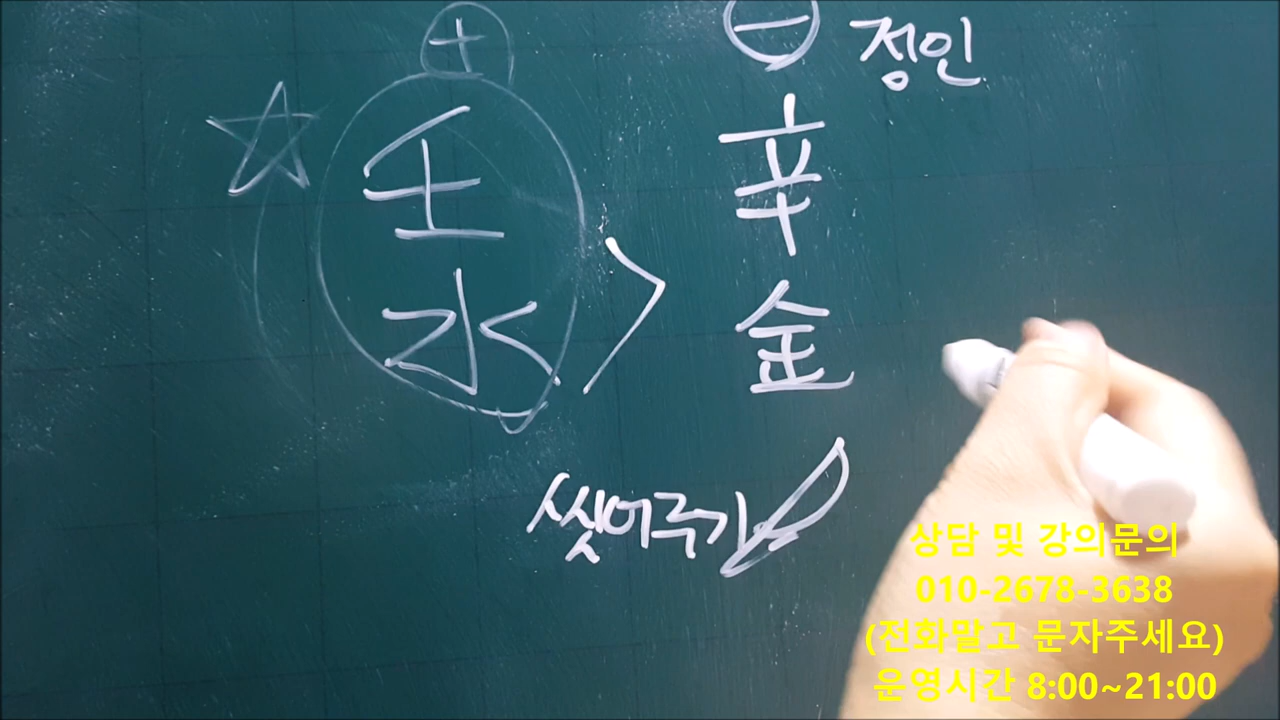 +
− 정인
壬 辛
水 > 金
씻어주기
상담 및 강의문의
010-2678-3638
(전화말고 문자주세요)
운영시간 8:00~21:00